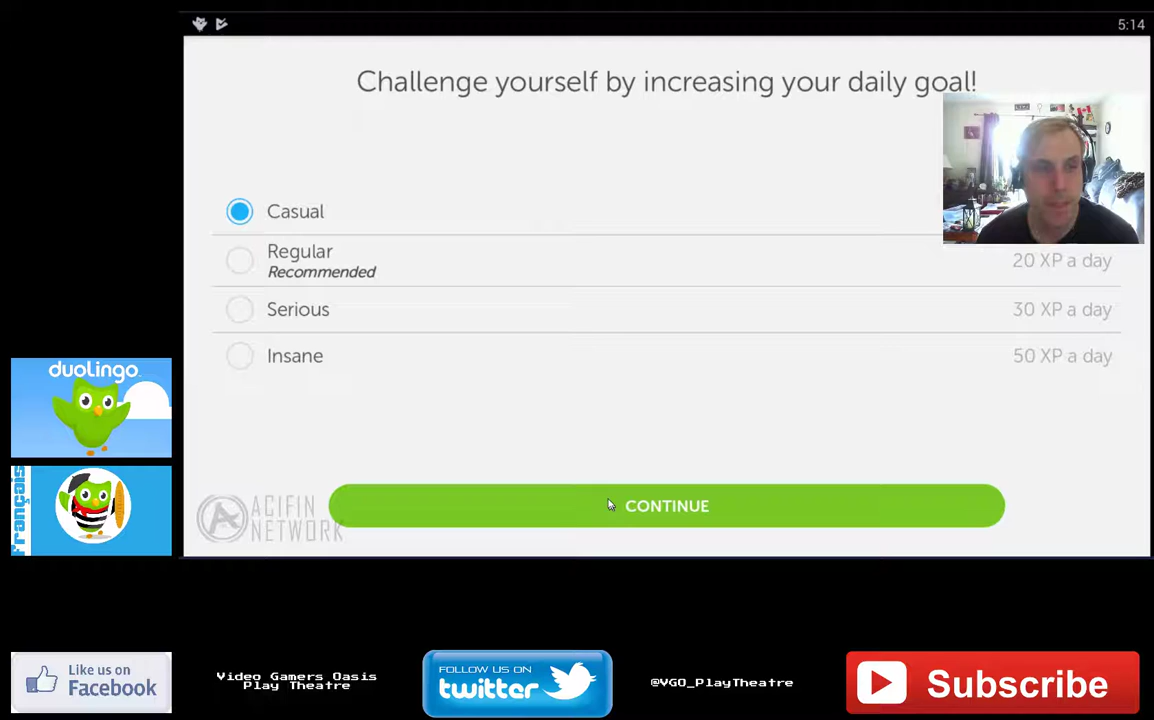 5:14
Challenge yourself by increasing your daily goal!
Casual
Regular
Recommended
20 XP a day
Serious
30 XP a day
Insane
50 XP a day
CONTINUE
ACIFIN
NETWORK
duolingo
Français
Like us on
Facebook
Video Gamers Oasis
Play Theatre
FOLLOW US ON
twitter
@VGO_PlayTheatre
Subscribe